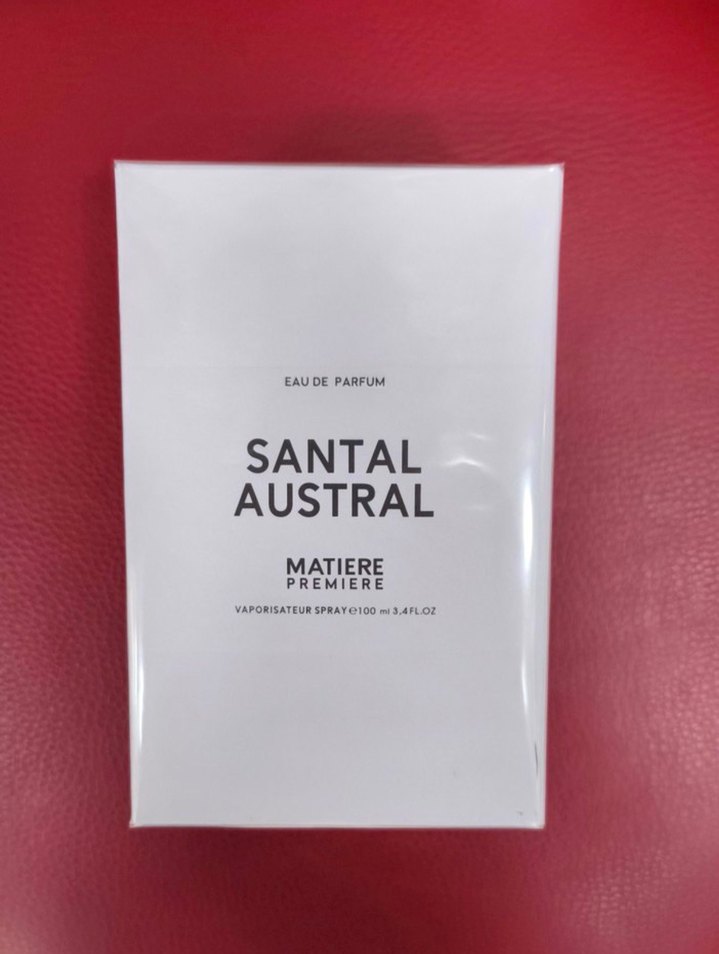 EAU DE PARFUM
SANTAL
AUSTRAL
MATIERE
PREMIERE
VAPORISATEUR SPRAY ℮100 ml 3,4FL.OZ